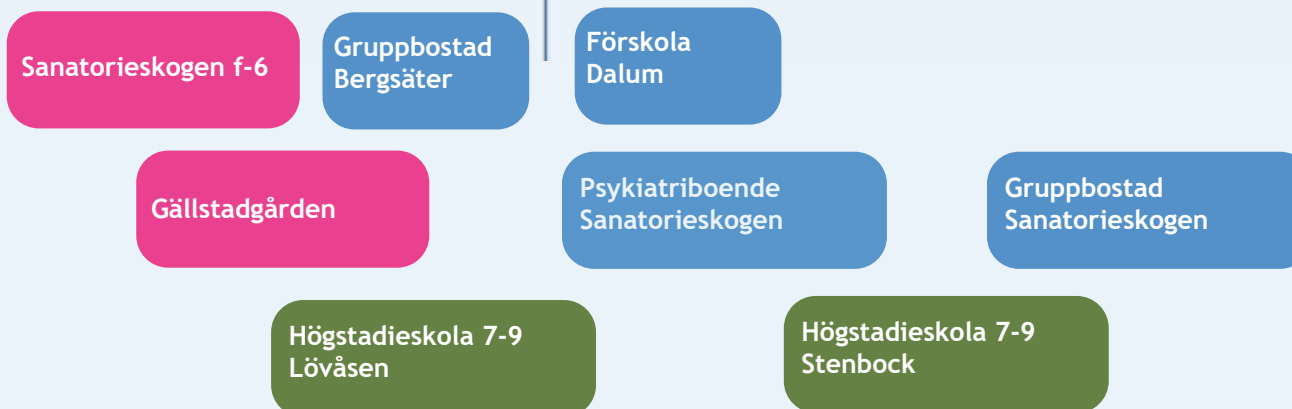 Sanatorieskogen f-6
Gruppbostad
Bergsäter
Förskola
Dalum
Gällstadgården
Psykiatriboende
Sanatorieskogen
Gruppbostad
Sanatorieskogen
Högstadieskola 7-9
Lövåsen
Högstadieskola 7-9
Stenbock